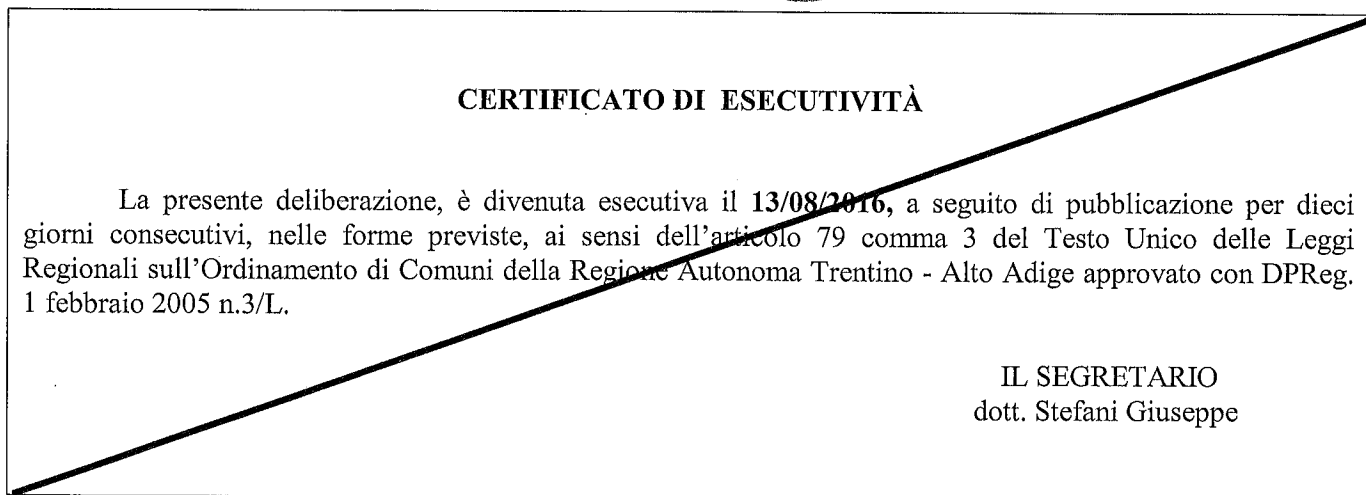 CERTIFICATO DI ESECUTIVITÀ
La presente deliberazione, è divenuta esecutiva il 13/08/2016, a seguito di pubblicazione per dieci
giorni consecutivi, nelle forme previste, ai sensi dell'articolo 79 comma 3 del Testo Unico delle Leggi
Regionali sull'Ordinamento di Comuni della Regione Autonoma Trentino - Alto Adige approvato con DPReg.
1 febbraio 2005 n.3/L.
IL SEGRETARIO
dott. Stefani Giuseppe